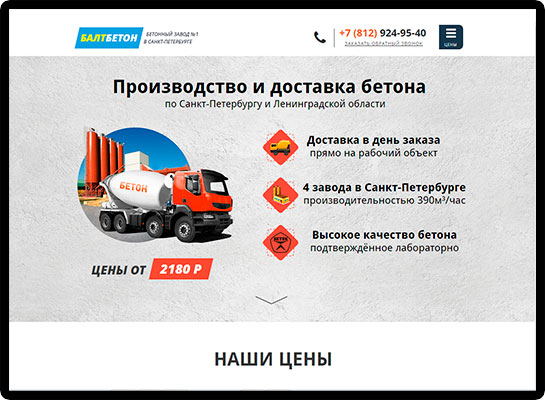 БАЛТБЕТОН
БЕТОННЫЙ ЗАВОД №1
В САНКТ-ПЕТЕРБУРГЕ
+7 (812) 924-95-40
ЗАКАЗАТЬ ОБРАТНЫЙ ЗВОНОК
ЦЕНЫ
Производство и доставка бетона
по Санкт-Петербургу и Ленинградской области
Доставка в день заказа
прямо на рабочий объект
БЕТОН
4 завода в Санкт-Петербурге
производительностью 390м³/час
БЕТОН
Высокое качество бетона
подтверждённое лабораторно
ЦЕНЫ ОТ 2180 Р
НАШИ ЦЕНЫ